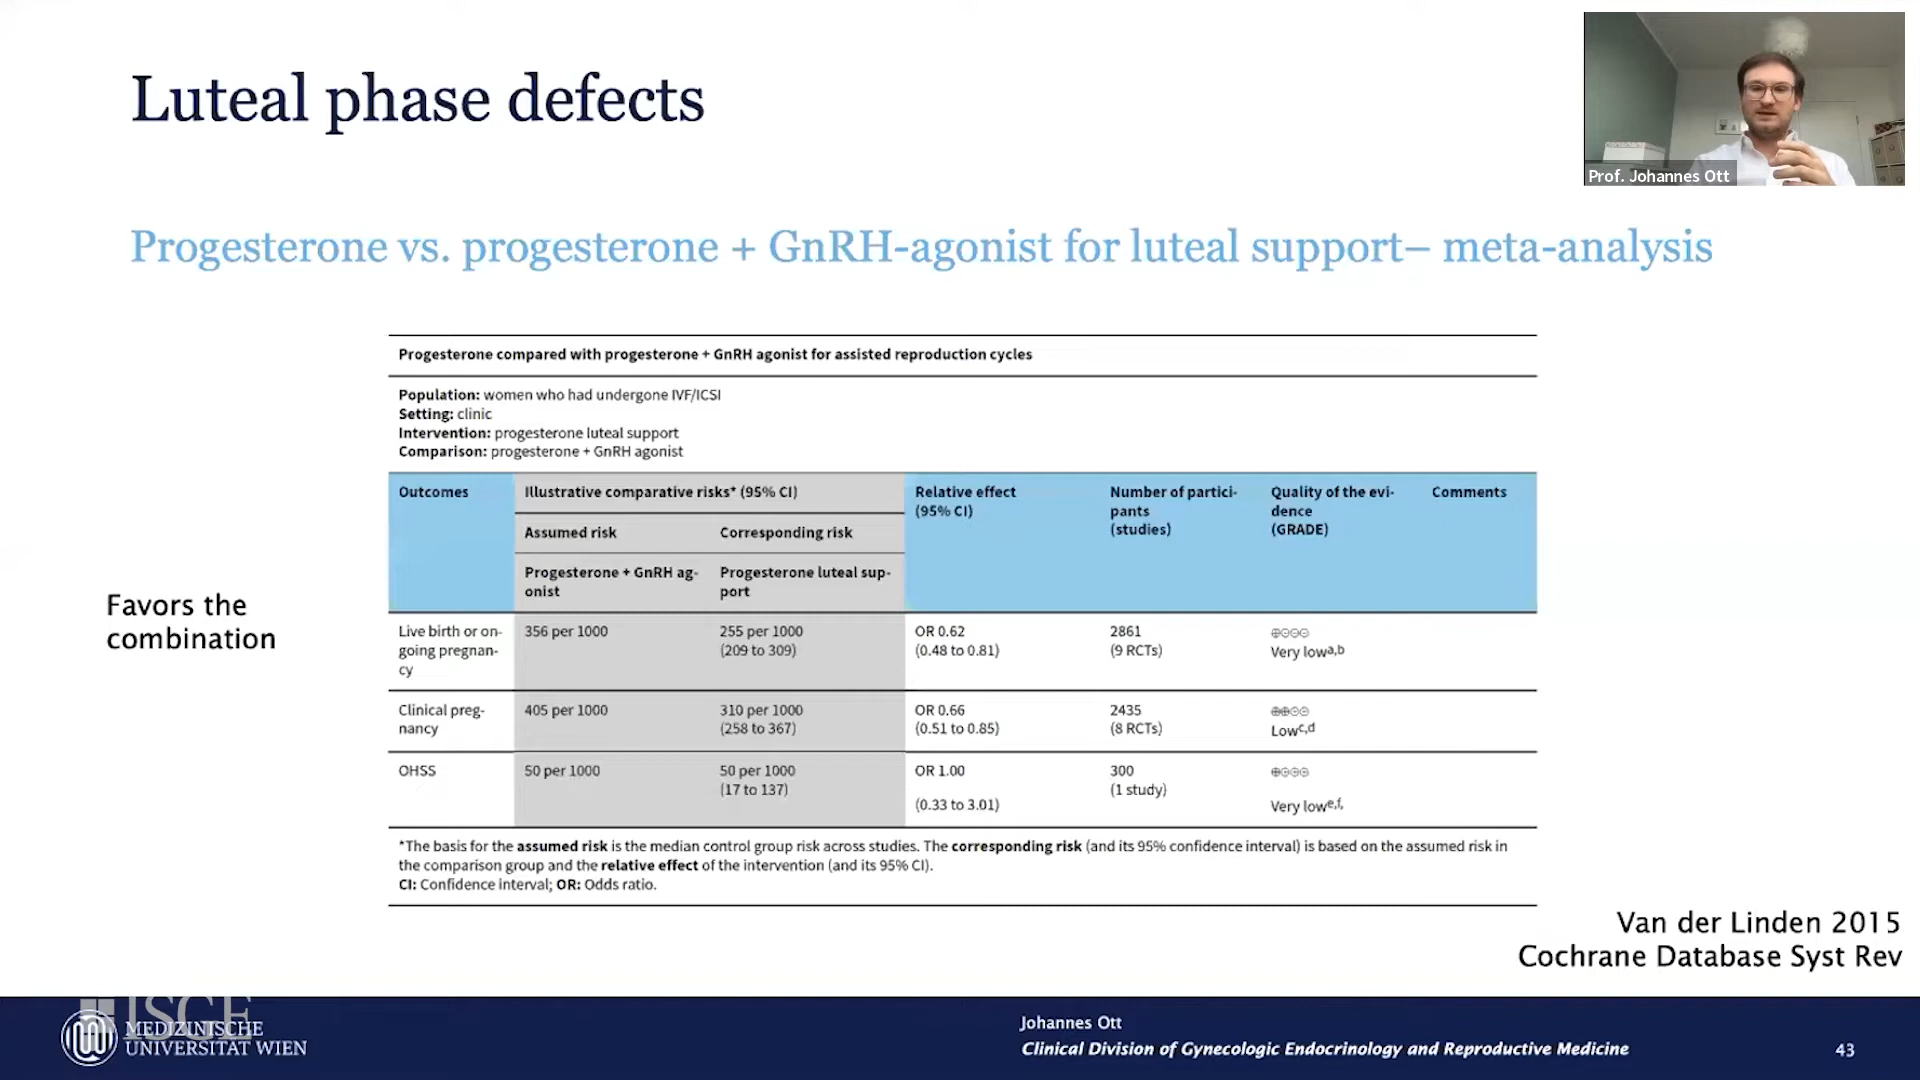 Luteal phase defects
Prof. Johannes Ott
Progesterone vs. progesterone + GnRH-agonist for luteal support– meta-analysis
Progesterone compared with progesterone + GnRH agonist for assisted reproduction cycles
Population: women who had undergone IVF/ICSI
Setting: clinic
Intervention: progesterone luteal support
Comparison: progesterone + GnRH agonist
Outcomes
Illustrative comparative risks* (95% CI)
Relative effect
(95% CI)
Number of partici-
pants
(studies)
Quality of the evi-
dence
(GRADE)
Comments
Assumed risk
Corresponding risk
Progesterone + GnRH ag-
onist
Progesterone luteal sup-
port
Favors the
combination
Live birth or on-
going pregnan-
cy
356 per 1000
255 per 1000
(209 to 309)
OR 0.62
(0.48 to 0.81)
2861
(9 RCTs)
⊕⊝⊝⊝
Very lowa,b
Clinical preg-
nancy
405 per 1000
310 per 1000
(258 to 367)
OR 0.66
(0.51 to 0.85)
2435
(8 RCTs)
⊕⊕⊝⊝
Lowc,d
OHSS
50 per 1000
50 per 1000
(17 to 137)
OR 1.00
(0.33 to 3.01)
300
(1 study)
⊕⊝⊝⊝
Very lowe,f,
*The basis for the assumed risk is the median control group risk across studies. The corresponding risk (and its 95% confidence interval) is based on the assumed risk in
the comparison group and the relative effect of the intervention (and its 95% CI).
CI: Confidence interval; OR: Odds ratio.
Van der Linden 2015
Cochrane Database Syst Rev
ISGE
MEDIZINISCHE
UNIVERSITÄT WIEN
Johannes Ott
Clinical Division of Gynecologic Endocrinology and Reproductive Medicine
43